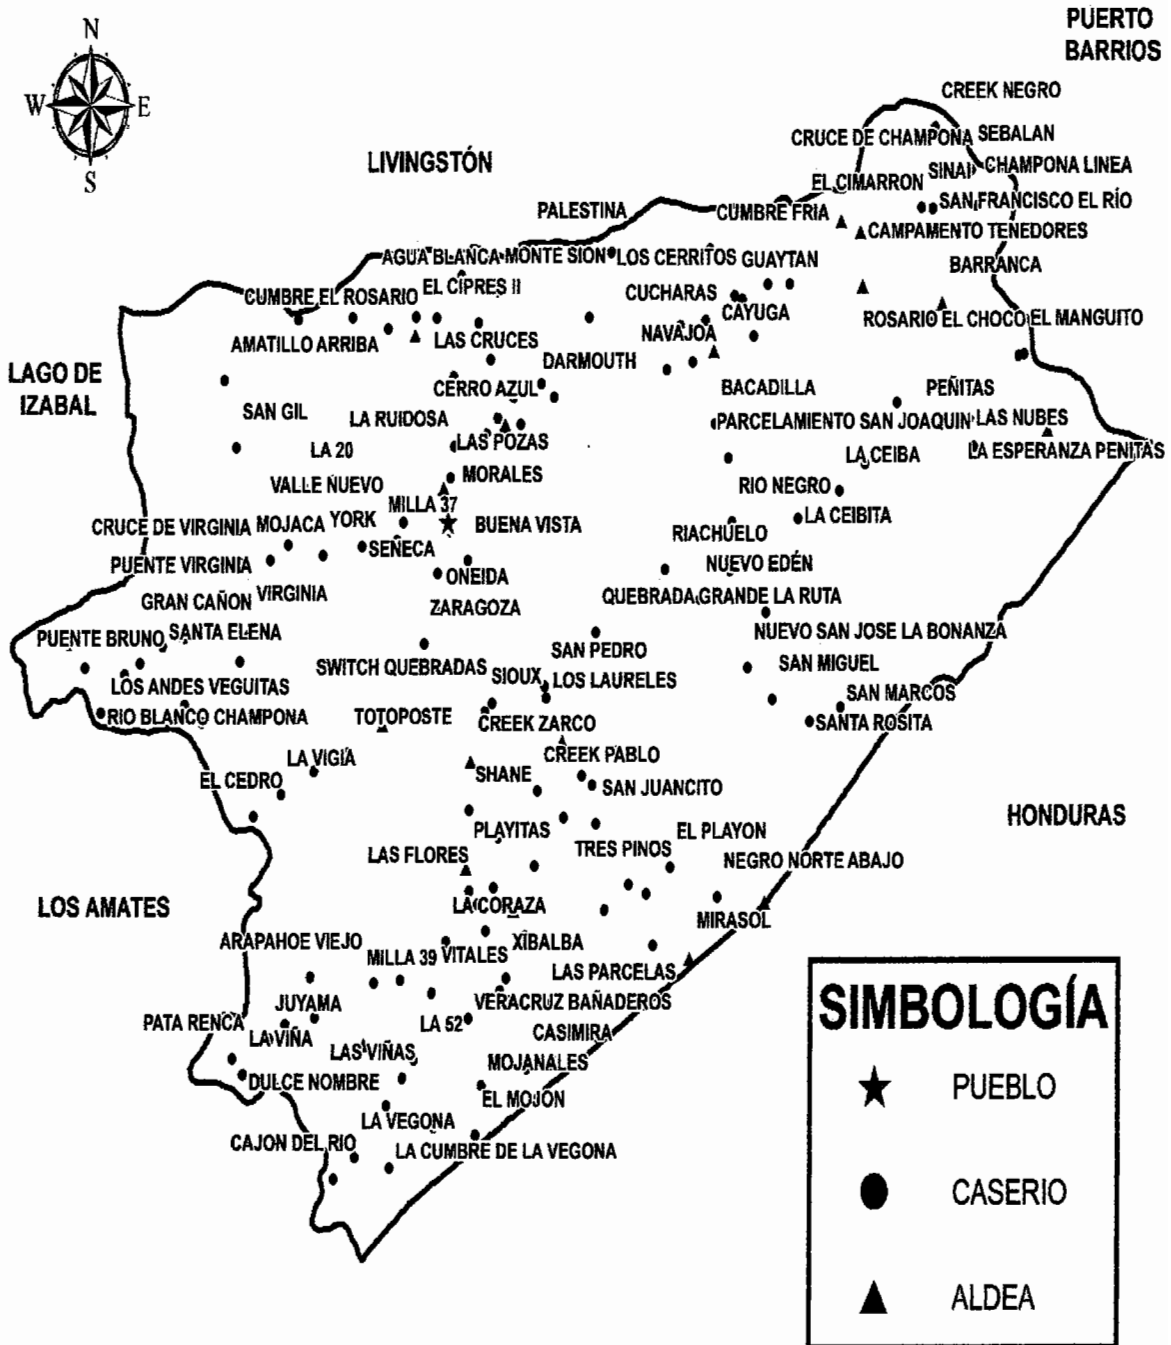 PUERTO
BARRIOS
N
W E
S
CREEK NEGRO
CRUCE DE CHAMPONA SEBALAN
LIVINGSTÓN
SINAI CHAMPONA LINEA
EL CIMARRON
SAN FRANCISCO EL RÍO
PALESTINA
CUMBRE FRIA
CAMPAMENTO TENEDORES
AGUA BLANCA MONTE SION LOS CERRITOS GUAYTAN
BARRANCA
EL CIPRES II
CUMBRE EL ROSARIO
CUCHARAS
CAYUGA
ROSARIO EL CHOCO EL MANGUITO
AMATILLO ARRIBA
LAS CRUCES
NAVAJOA
DARMOUTH
LAGO DE
IZABAL
CERRO AZUL
BACADILLA
PEÑITAS
SAN GIL
LA RUIDOSA
PARCELAMIENTO SAN JOAQUIN LAS NUBES
LAS POZAS
LA 20
LA CEIBA
LA ESPERANZA PENITAS
MORALES
VALLE NUEVO
RIO NEGRO
MILLA 37
CRUCE DE VIRGINIA MOJACA YORK
BUENA VISTA
LA CEIBITA
RIACHUELO
SEÑECA
PUENTE VIRGINIA
NUEVO EDÉN
ONEIDA
VIRGINIA
GRAN CAÑON
QUEBRADA GRANDE LA RUTA
ZARAGOZA
PUENTE BRUNO SANTA ELENA
NUEVO SAN JOSE LA BONANZA
SAN PEDRO
SWITCH QUEBRADAS
SAN MIGUEL
SIOUX LOS LAURELES
LOS ANDES VEGUITAS
SAN MARCOS
RIO BLANCO CHAMPONA
TOTOPOSTE
CREEK ZARCO
SANTA ROSITA
LA VIGIA
CREEK PABLO
EL CEDRO
SHANE
SAN JUANCITO
HONDURAS
PLAYITAS
EL PLAYON
LAS FLORES
TRES PINOS
NEGRO NORTE ABAJO
LOS AMATES
LA CORAZA
MIRASOL
ARAPAHOE VIEJO
MILLA 39 VITALES
XIBALBA
LAS PARCELAS
JUYAMA
VERACRUZ BAÑADEROS
PATA RENCA
LA VIÑA
LA 52
CASIMIRA
LAS VIÑAS
MOJANALES
DULCE NOMBRE
EL MOJON
LA VEGONA
CAJON DEL RIO
LA CUMBRE DE LA VEGONA
SIMBOLOGÍA
PUEBLO
CASERIO
ALDEA